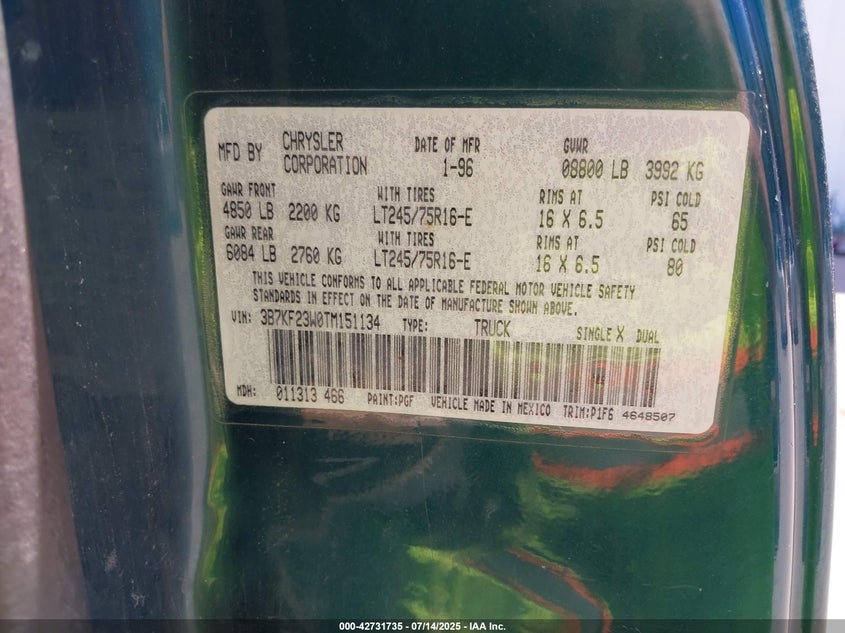 MFD BY CHRYSLER CORPORATION DATE OF MFR 1-96 GVWR 08800 LB 3992 KG
GAWR FRONT WITH TIRES RIMS AT PSI COLD
4850 LB 2200 KG LT245/75R16-E 16 X 6.5 65
GAWR REAR WITH TIRES RIMS AT PSI COLD
6084 LB 2760 KG LT245/75R16-E 16 X 6.5 80
THIS VEHICLE CONFORMS TO ALL APPLICABLE FEDERAL MOTOR VEHICLE SAFETY
STANDARDS IN EFFECT ON THE DATE OF MANUFACTURE SHOWN ABOVE.
VIN: 3B7KF23W0TM151134 TYPE: TRUCK SINGLE X DUAL
MDH: 011313 466 PAINT:PGF VEHICLE MADE IN MEXICO TRIM:P1F6 4648507
000-42731735 - 07/14/2025 - IAA Inc.